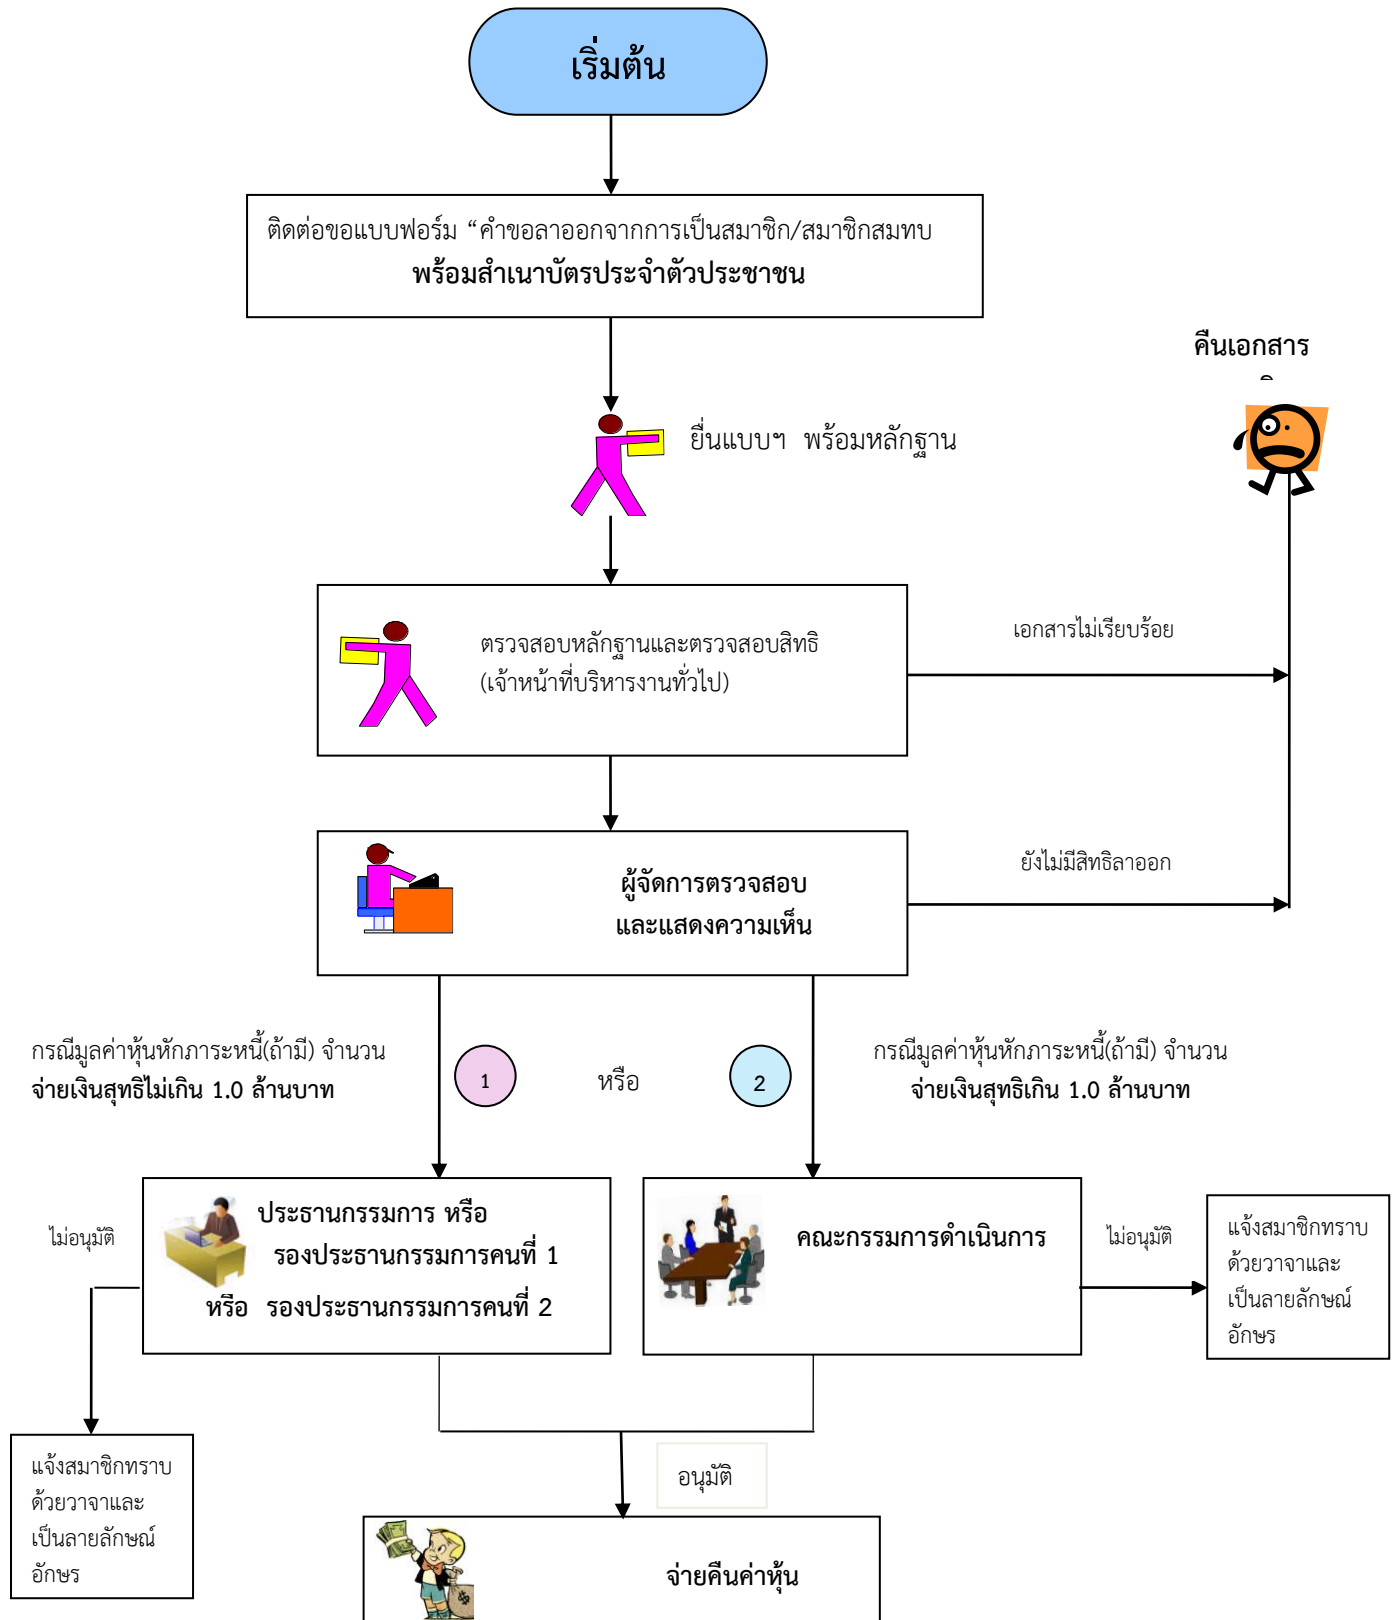 เริ่มต้น
ติดต่อขอแบบฟอร์ม “คำขอลาออกจากการเป็นสมาชิก/สมาชิกสมทบ
พร้อมสำเนาบัตรประจำตัวประชาชน
คืนเอกสาร
ยื่นแบบฯ พร้อมหลักฐาน
ตรวจสอบหลักฐานและตรวจสอบสิทธิ
(เจ้าหน้าที่บริหารงานทั่วไป)
เอกสารไม่เรียบร้อย
ผู้จัดการตรวจสอบ
และแสดงความเห็น
ยังไม่มีสิทธิลาออก
กรณีมูลค่าหุ้นหักภาระหนี้(ถ้ามี) จำนวน
จ่ายเงินสุทธิไม่เกิน 1.0 ล้านบาท
1
หรือ
2
กรณีมูลค่าหุ้นหักภาระหนี้(ถ้ามี) จำนวน
จ่ายเงินสุทธิเกิน 1.0 ล้านบาท
ไม่อนุมัติ
ประธานกรรมการ หรือ
รองประธานกรรมการคนที่ 1
หรือ รองประธานกรรมการคนที่ 2
คณะกรรมการดำเนินการ
ไม่อนุมัติ
แจ้งสมาชิกทราบ
ด้วยวาจาและ
เป็นลายลักษณ์
อักษร
แจ้งสมาชิกทราบ
ด้วยวาจาและ
เป็นลายลักษณ์
อักษร
อนุมัติ
จ่ายคืนค่าหุ้น